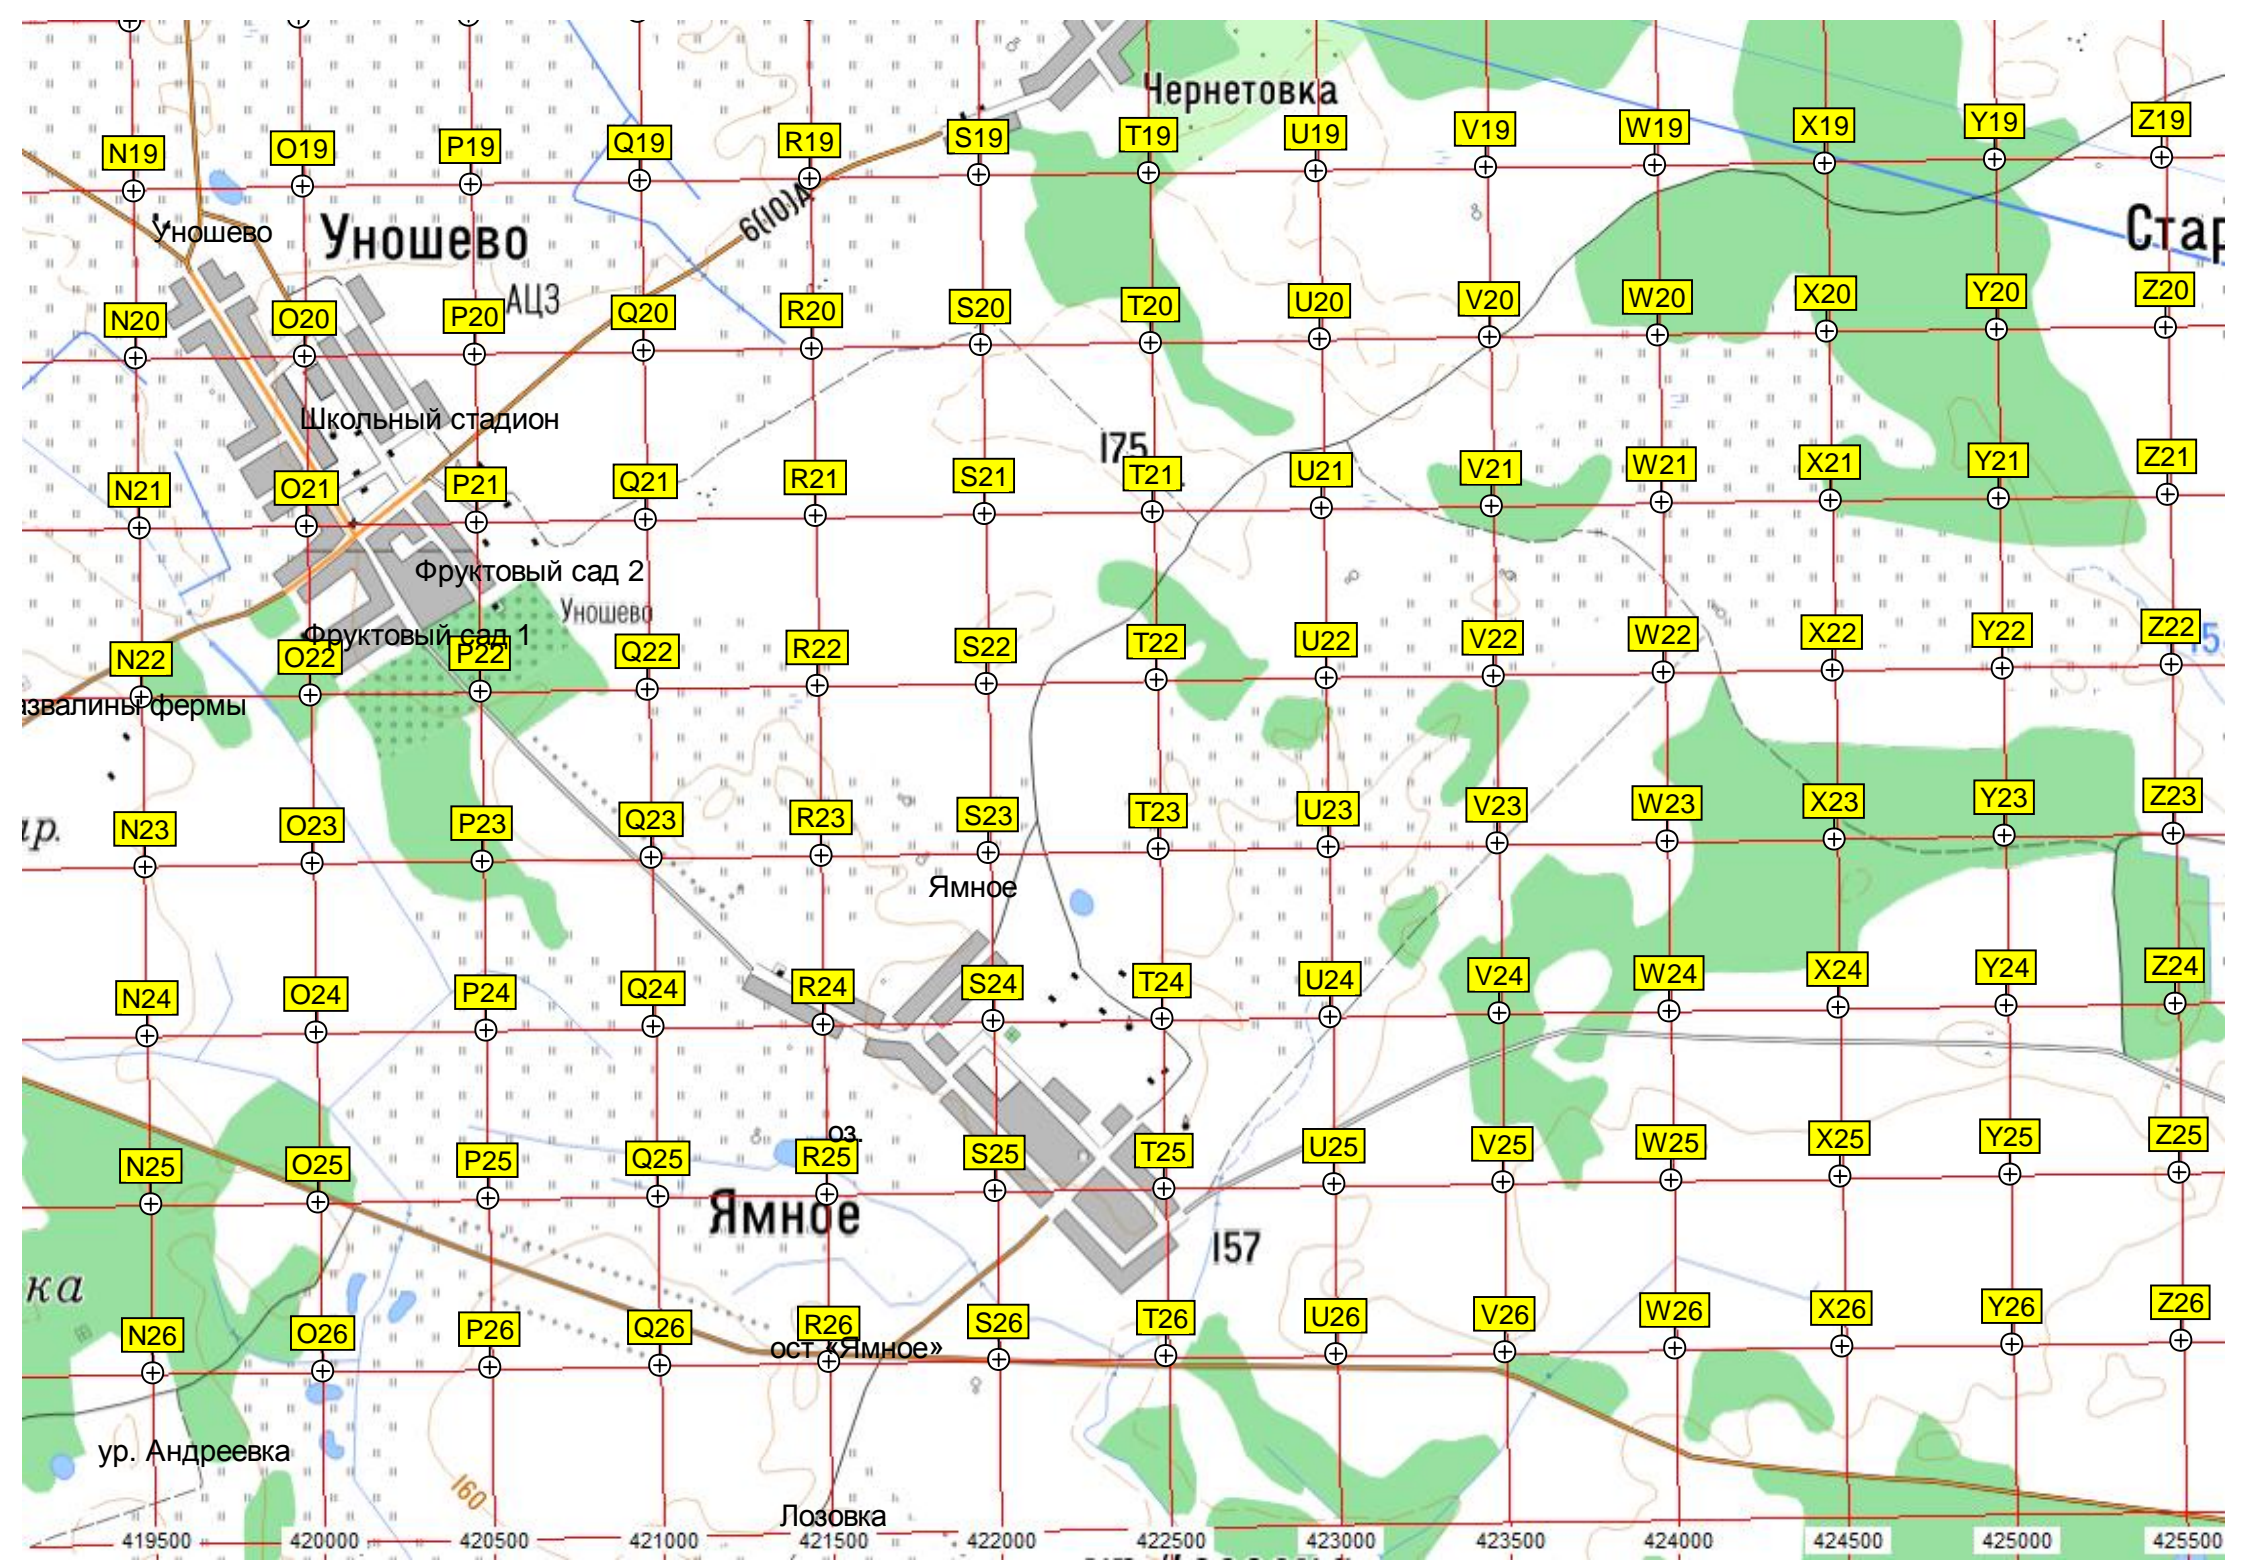 Чернетовка
N19 O19 P19 Q19 R19 S19 T19 U19 V19 W19 X19 Y19 Z19
6(10)А
Уношево
Уношево
Стар
АЦЗ
N20 O20 P20 Q20 R20 S20 T20 U20 V20 W20 X20 Y20 Z20
Школьный стадион
175
N21 O21 P21 Q21 R21 S21 T21 U21 V21 W21 X21 Y21 Z21
Фруктовый сад 2
Уношево
Фруктовый сад 1
N22 O22 P22 Q22 R22 S22 T22 U22 V22 W22 X22 Y22 Z22
азвалины фермы
ур.
N23 O23 P23 Q23 R23 S23 T23 U23 V23 W23 X23 Y23 Z23
Ямное
N24 O24 P24 Q24 R24 S24 T24 U24 V24 W24 X24 Y24 Z24
оз.
N25 O25 P25 Q25 R25 S25 T25 U25 V25 W25 X25 Y25 Z25
Ямное
157
ка
N26 O26 P26 Q26 R26 S26 T26 U26 V26 W26 X26 Y26 Z26
ост «Ямное»
ур. Андреевка
160
Лозовка
419500 420000 420500 421000 421500 422000 422500 423000 423500 424000 424500 425000 425500